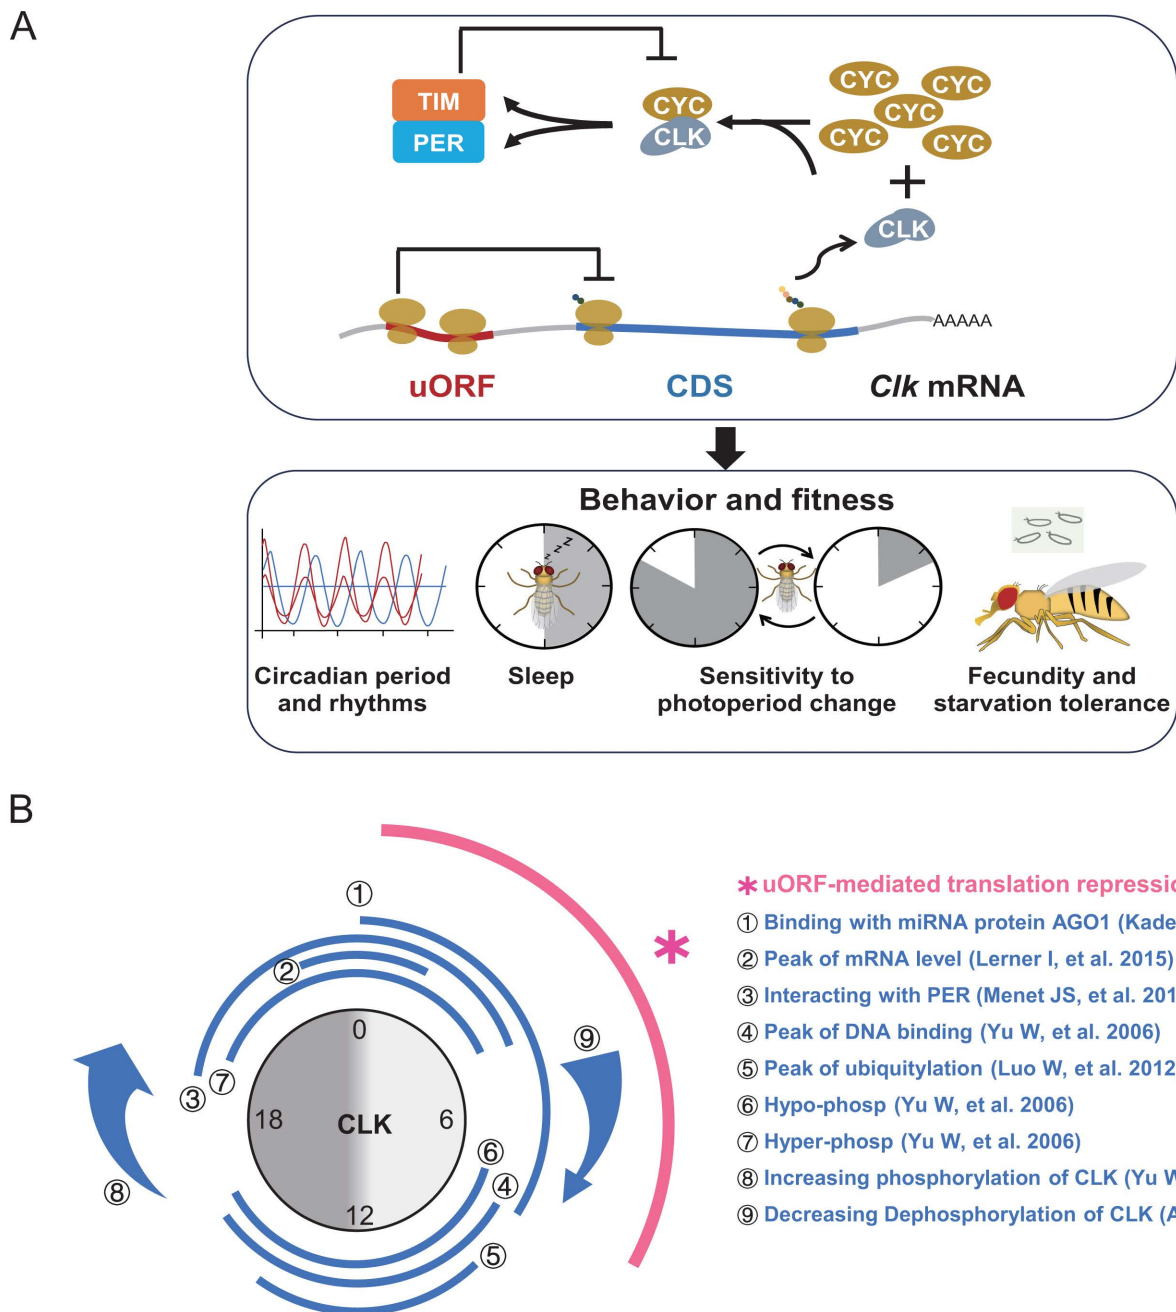 A
TIM
PER
CYC
CLK
CYC
CYC
CYC
CYC
CYC
CLK
AAAAA
uORF
CDS
Clk mRNA
Behavior and fitness
z z z z
Circadian period
and rhythms
Sleep
Sensitivity to
photoperiod change
Fecundity and
starvation tolerance
B
①
②
③
⑦
⑧
⑨
⑥
④
⑤
0
18
CLK
6
12
*
* uORF-mediated translation repressio
① Binding with miRNA protein AGO1 (Kade
② Peak of mRNA level (Lerner I, et al. 2015)
③ Interacting with PER (Menet JS, et al. 201
④ Peak of DNA binding (Yu W, et al. 2006)
⑤ Peak of ubiquitylation (Luo W, et al. 2012
⑥ Hypo-phosp (Yu W, et al. 2006)
⑦ Hyper-phosp (Yu W, et al. 2006)
⑧ Increasing phosphorylation of CLK (Yu W
⑨ Decreasing Dephosphorylation of CLK (A